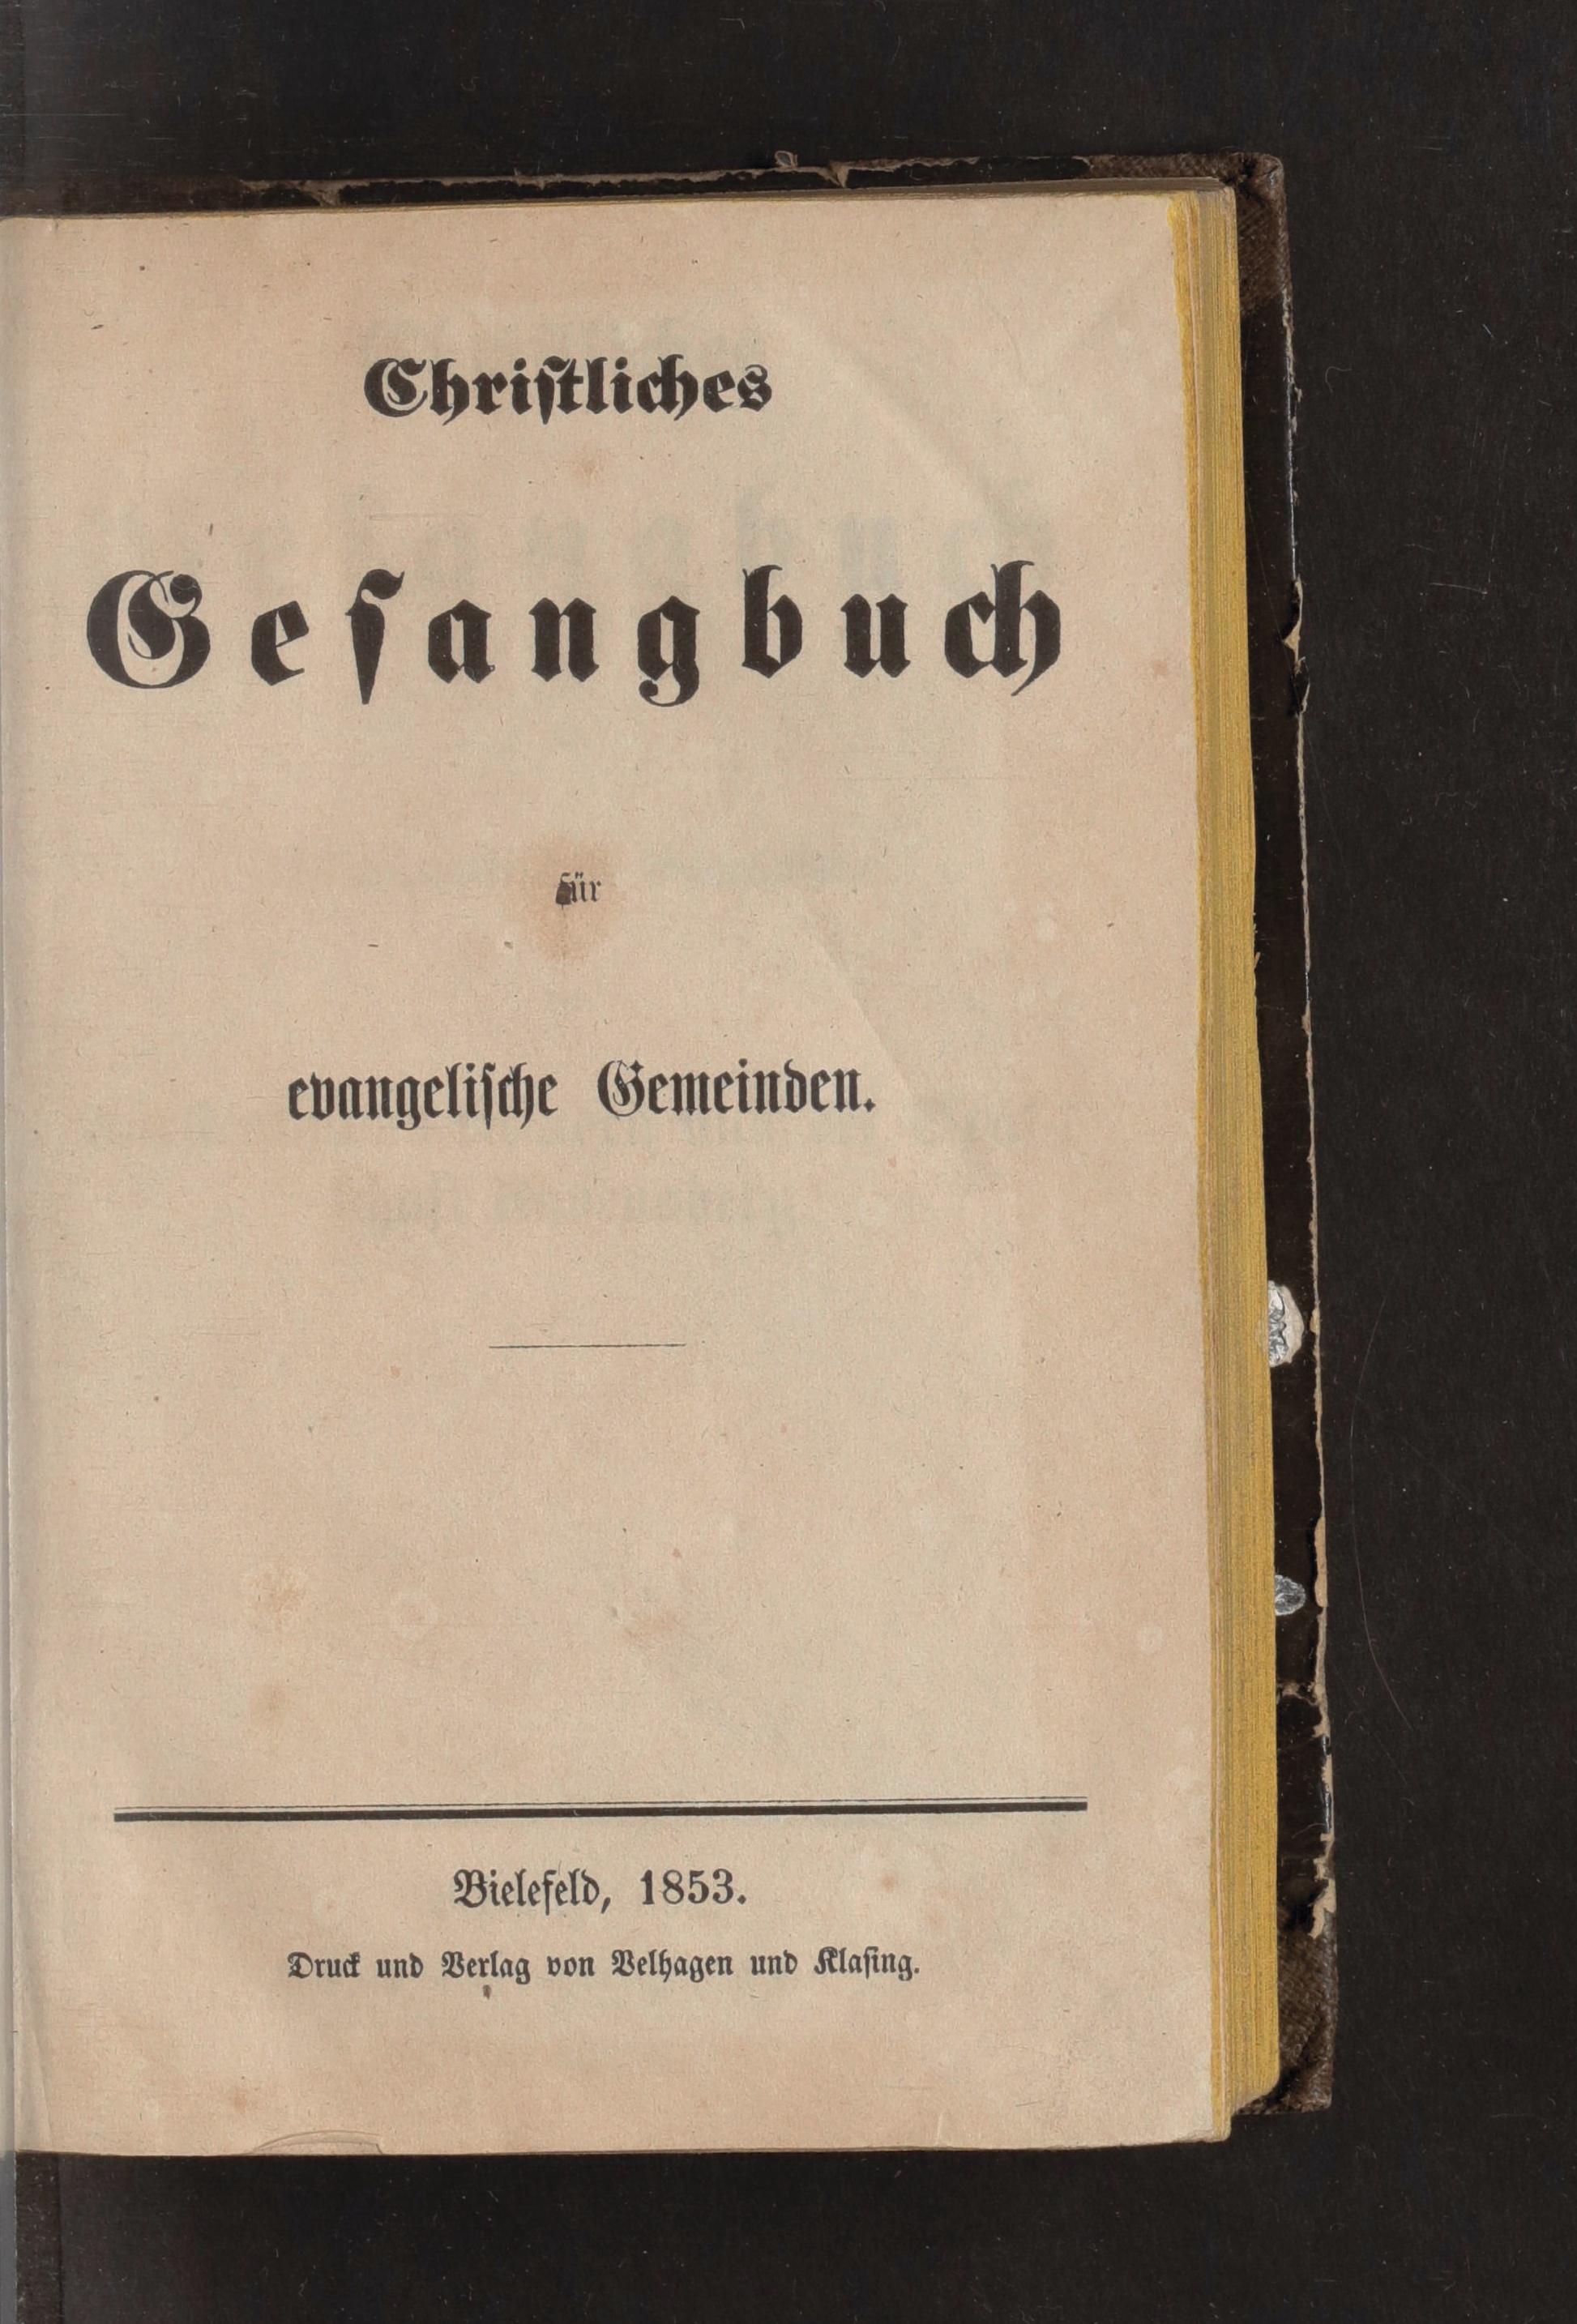 Christliches
Gesangbuch
für
evangelische Gemeinden.
Bielefeld, 1853.
Druck und Verlag von Velhagen und Klasing.